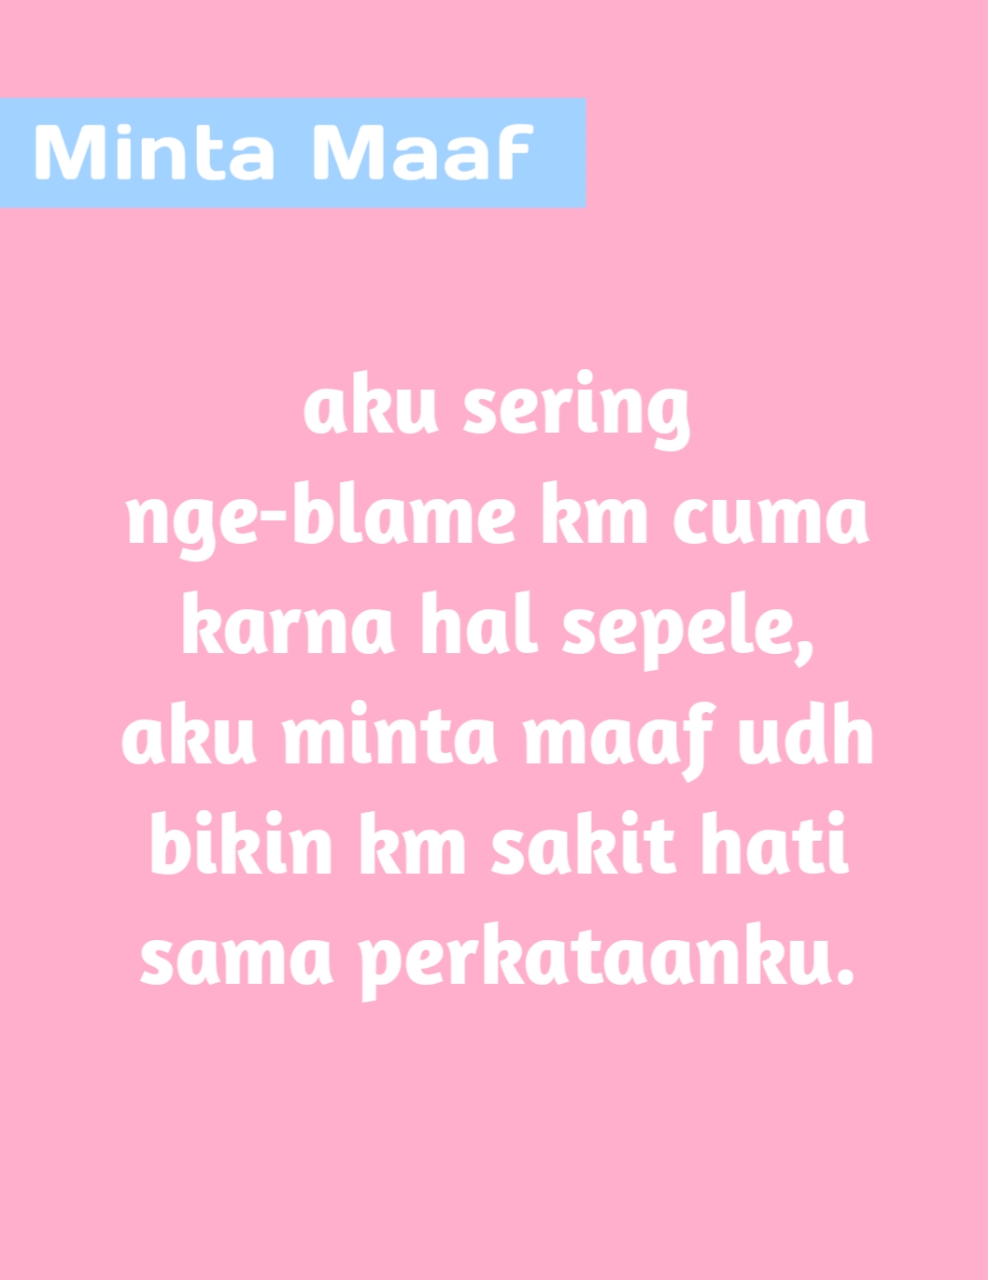 Minta Maaf
aku sering
nge-blame km cuma
karna hal sepele,
aku minta maaf udh
bikin km sakit hati
sama perkataanku.